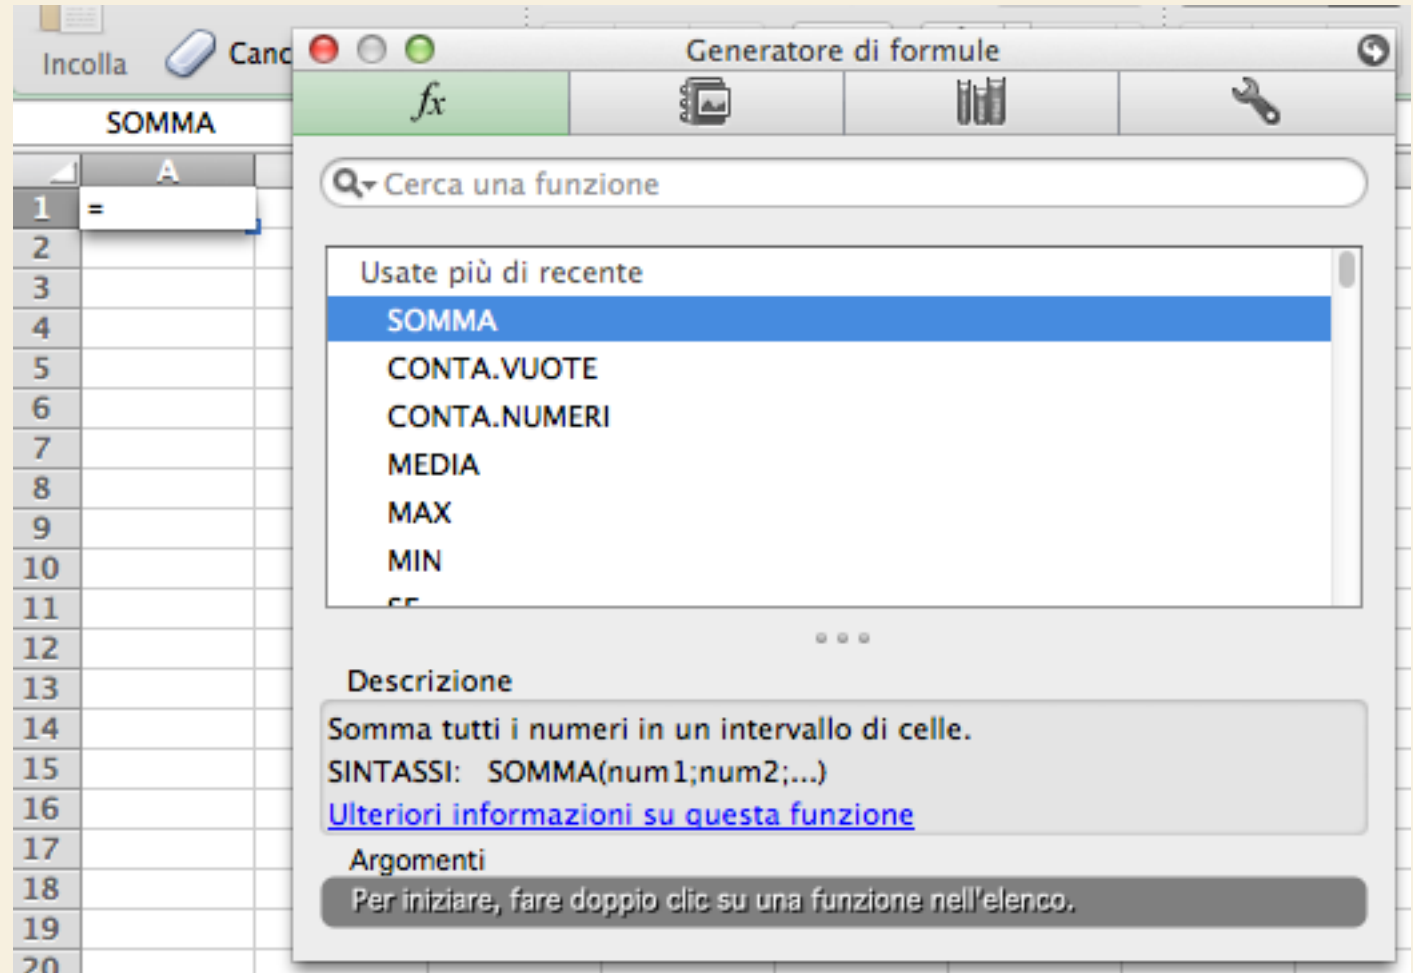 Incolla
Canc
Generatore di formule
fx
SOMMA
A
Cerca una funzione
1 =
2
3
4
5
6
7
8
9
10
11
12
13
14
15
16
17
18
19
20
Usate più di recente
SOMMA
CONTA.VUOTE
CONTA.NUMERI
MEDIA
MAX
MIN
SE
Descrizione
Somma tutti i numeri in un intervallo di celle.
SINTASSI: SOMMA(num1;num2;...)
Ulteriori informazioni su questa funzione
Argomenti
Per iniziare, fare doppio clic su una funzione nell'elenco.